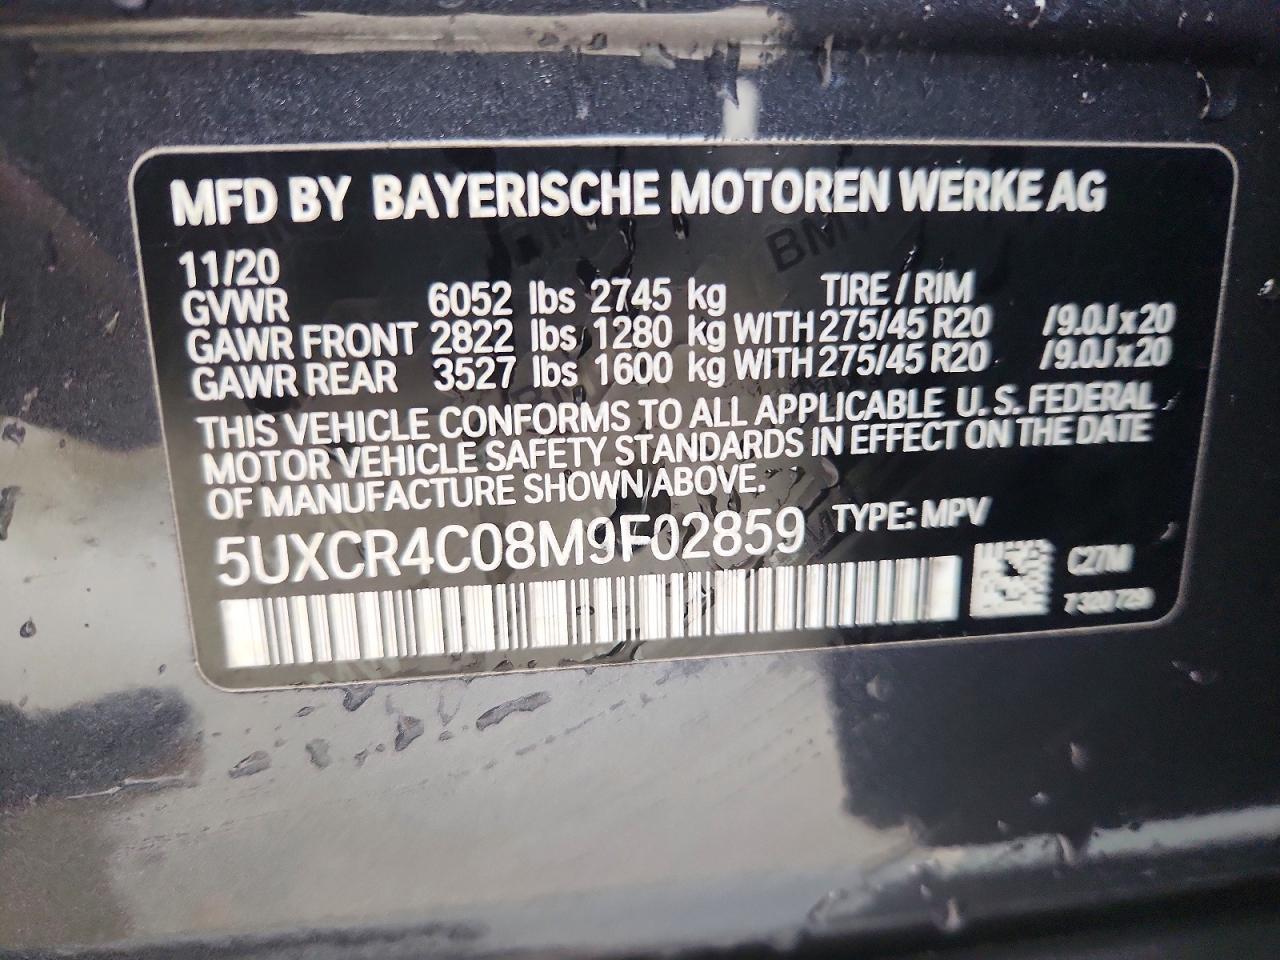 MFD BY BAYERISCHE MOTOREN WERKE AG
11/20
GVWR 6052 lbs 2745 kg TIRE / RIM
GAWR FRONT 2822 lbs 1280 kg WITH 275/45 R20 /9.0J x 20
GAWR REAR 3527 lbs 1600 kg WITH 275/45 R20 /9.0J x 20
THIS VEHICLE CONFORMS TO ALL APPLICABLE U.S. FEDERAL
MOTOR VEHICLE SAFETY STANDARDS IN EFFECT ON THE DATE
OF MANUFACTURE SHOWN ABOVE.
5UXCR4C08M9F02859 TYPE: MPV
C27M
7320729